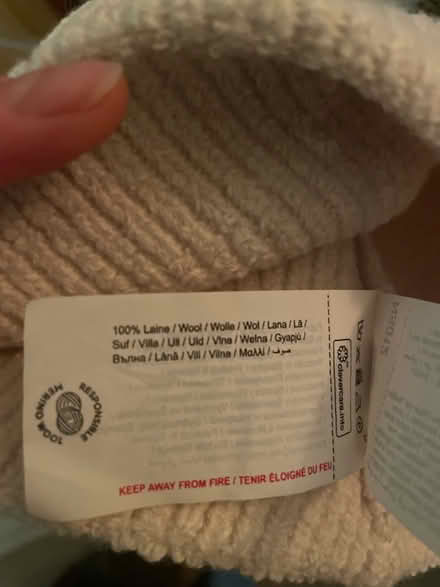 100% Laine / Wool / Wolle / Wol / Lana / Lã /
Suf / Villa / Ull / Uld / Vlna / Wełna / Gyapjú /
Вълна / Lână / Vill / Vilna / Μαλλί / صوف
RESPONSIBLE
100% WOOL
MERINO
clevercare.info
KEEP AWAY FROM FIRE / TENIR ÉLOIGNÉ DU FEU